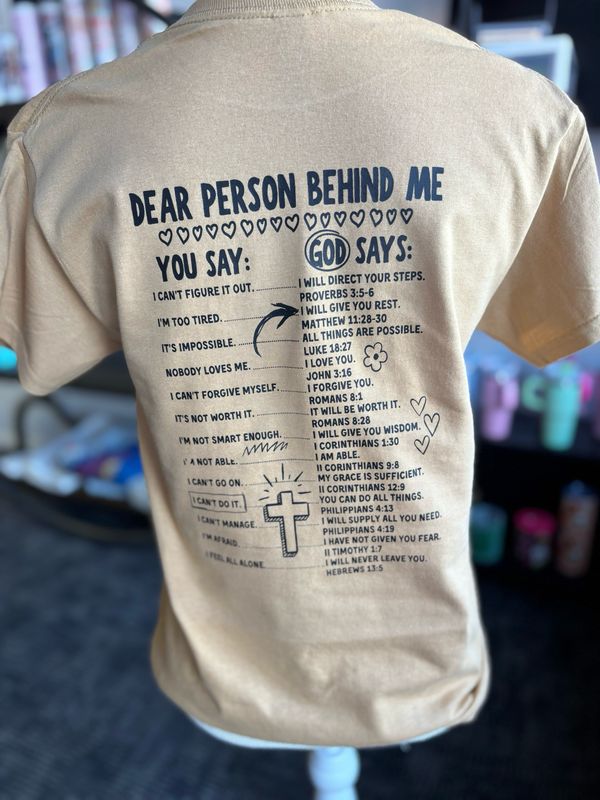 DEAR PERSON BEHIND ME
YOU SAY:
GOD SAYS:
I CAN'T FIGURE IT OUT.
I WILL DIRECT YOUR STEPS.
PROVERBS 3:5-6
I'M TOO TIRED.
I WILL GIVE YOU REST.
MATTHEW 11:28-30
IT'S IMPOSSIBLE.
ALL THINGS ARE POSSIBLE.
LUKE 18:27
NOBODY LOVES ME.
I LOVE YOU.
JOHN 3:16
I CAN'T FORGIVE MYSELF.
I FORGIVE YOU.
ROMANS 8:1
IT'S NOT WORTH IT.
IT WILL BE WORTH IT.
ROMANS 8:28
I'M NOT SMART ENOUGH.
I WILL GIVE YOU WISDOM.
I CORINTHIANS 1:30
I'M NOT ABLE.
I AM ABLE.
II CORINTHIANS 9:8
I CAN'T GO ON.
MY GRACE IS SUFFICIENT.
II CORINTHIANS 12:9
I CAN'T DO IT.
YOU CAN DO ALL THINGS.
PHILIPPIANS 4:13
I CAN'T MANAGE.
I WILL SUPPLY ALL YOU NEED.
PHILIPPIANS 4:19
I'M AFRAID.
I HAVE NOT GIVEN YOU FEAR.
II TIMOTHY 1:7
I FEEL ALL ALONE.
I WILL NEVER LEAVE YOU.
HEBREWS 13:5